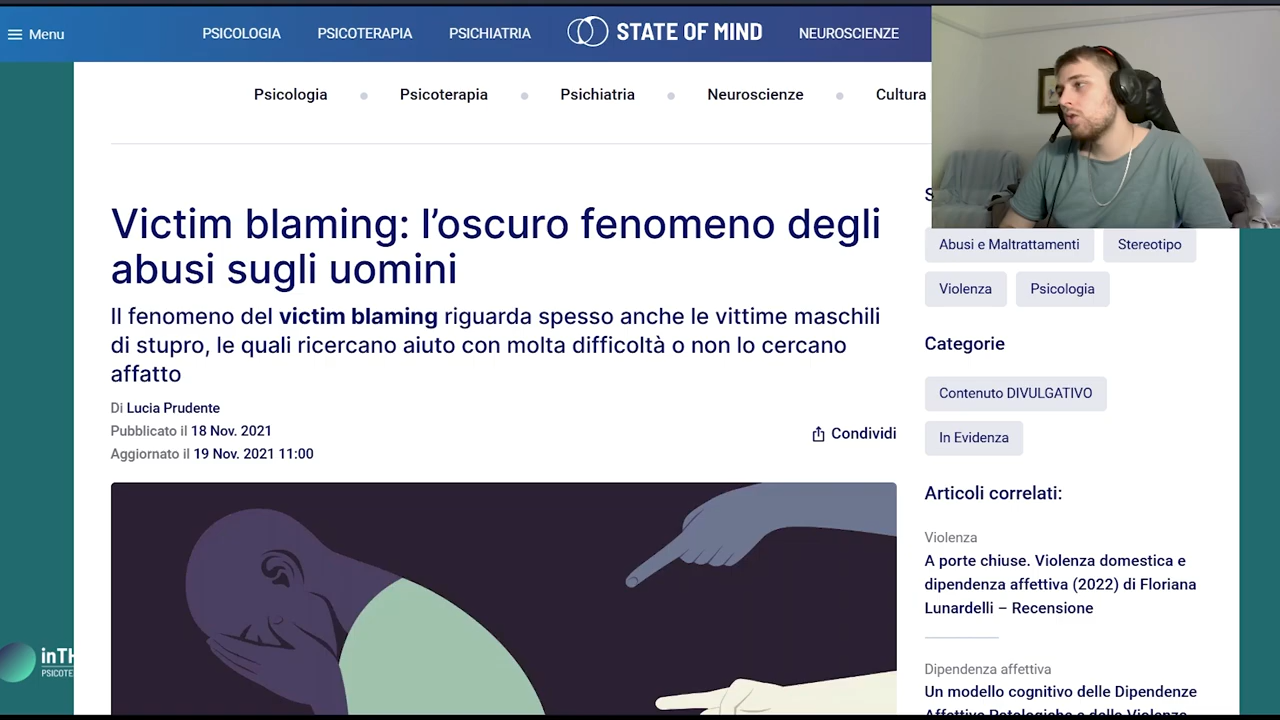 Menu
PSICOLOGIA
PSICOTERAPIA
PSICHIATRIA
STATE OF MIND
NEUROSCIENZE
Psicologia
Psicoterapia
Psichiatria
Neuroscienze
Cultura
Victim blaming: l’oscuro fenomeno degli
abusi sugli uomini
Il fenomeno del victim blaming riguarda spesso anche le vittime maschili
di stupro, le quali ricercano aiuto con molta difficoltà o non lo cercano
affatto
Di Lucia Prudente
Pubblicato il 18 Nov. 2021
Aggiornato il 19 Nov. 2021 11:00
Condividi
Abusi e Maltrattamenti
Stereotipo
Violenza
Psicologia
Categorie
Contenuto DIVULGATIVO
In Evidenza
Articoli correlati:
Violenza
A porte chiuse. Violenza domestica e
dipendenza affettiva (2022) di Floriana
Lunardelli – Recensione
Dipendenza affettiva
Un modello cognitivo delle Dipendenze
Affettive Patologiche e delle Violenze